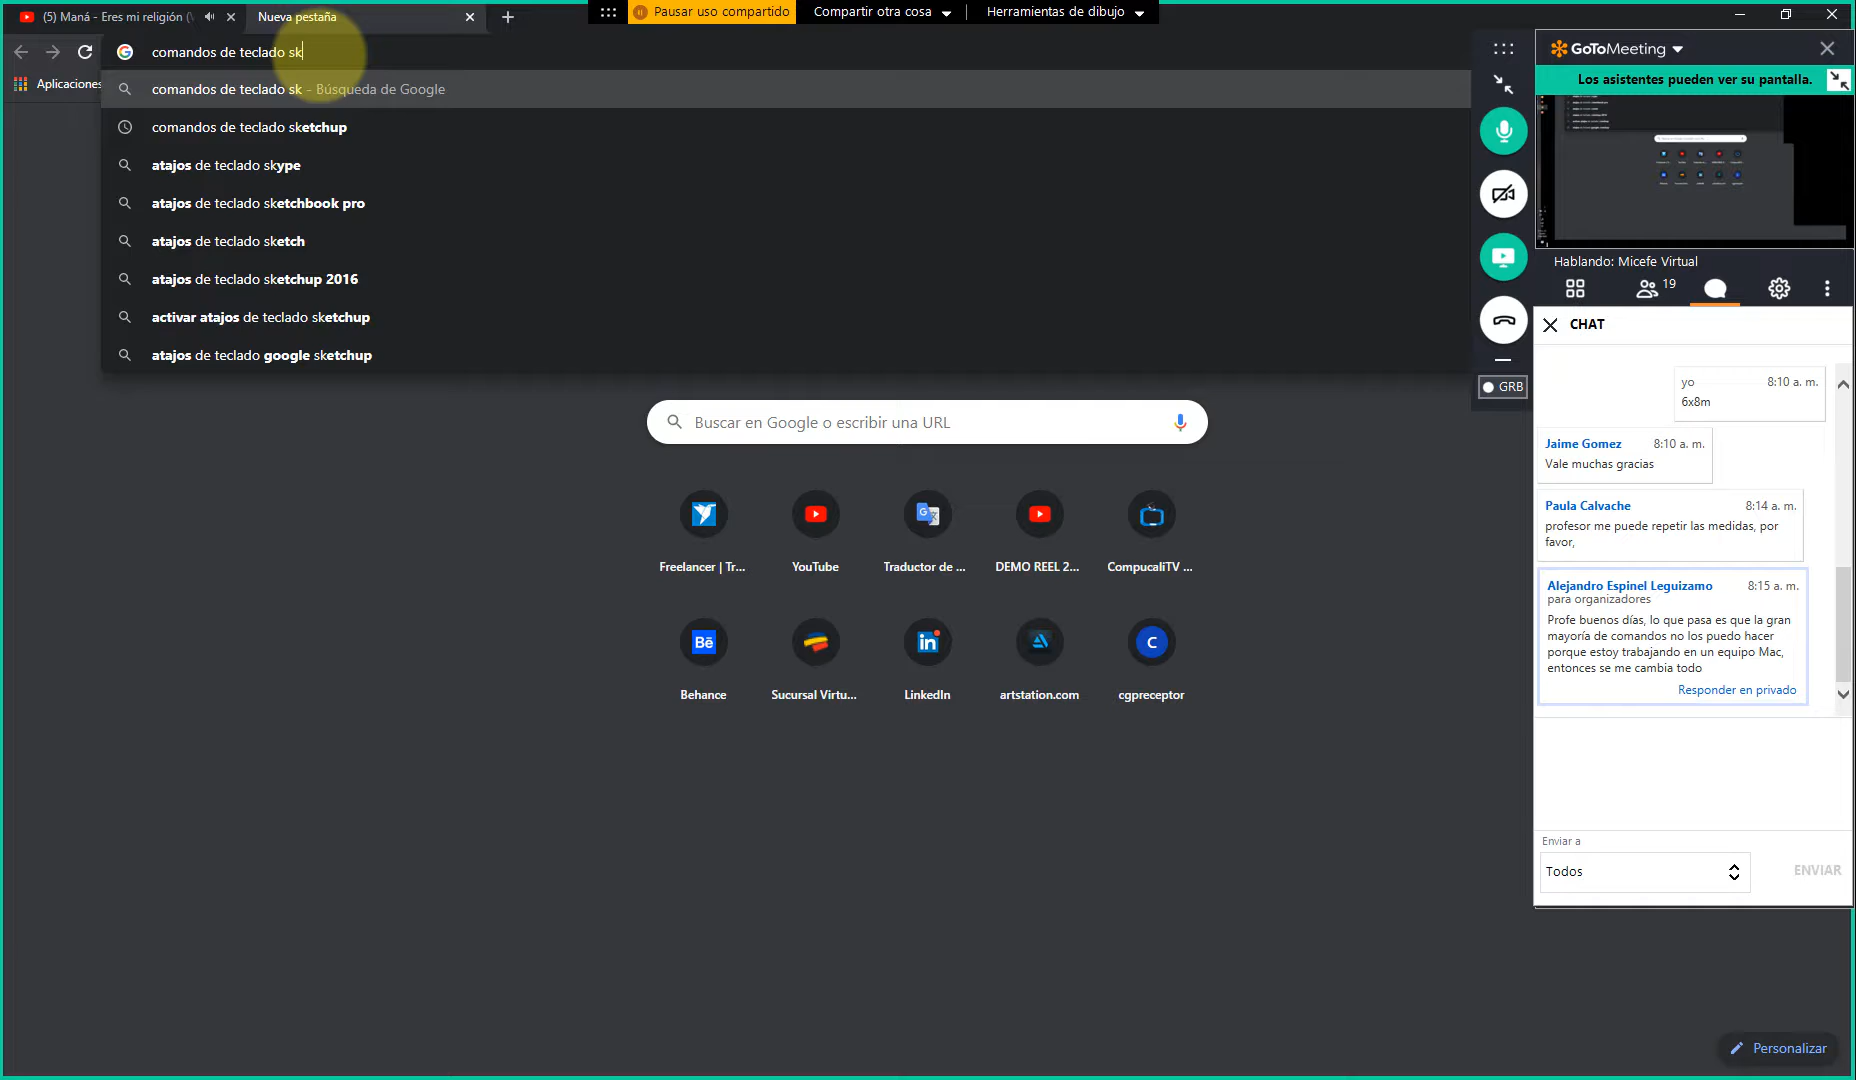 (5) Maná - Eres mi religión (
Nueva pestaña
Pausar uso compartido
Compartir otra cosa
Herramientas de dibujo
comandos de teclado sk
Aplicaciones
comandos de teclado sk - Búsqueda de Google
comandos de teclado sketchup
atajos de teclado skype
atajos de teclado sketchbook pro
atajos de teclado sketch
atajos de teclado sketchup 2016
activar atajos de teclado sketchup
atajos de teclado google sketchup
Buscar en Google o escribir una URL
Freelancer | Tr...
YouTube
Traductor de ...
DEMO REEL 2...
CompucaliTV ...
Bē
in
C
Behance
Sucursal Virtu...
LinkedIn
artstation.com
cgpreceptor
Personalizar
GRB
GoToMeeting
Los asistentes pueden ver su pantalla.
Hablando: Micefe Virtual
19
CHAT
yo 8:10 a. m.
6x8m
Jaime Gomez 8:10 a. m.
Vale muchas gracias
Paula Calvache 8:14 a. m.
profesor me puede repetir las medidas, por
favor,
Alejandro Espinel Leguizamo 8:15 a. m.
para organizadores
Profe buenos días, lo que pasa es que la gran
mayoría de comandos no los puedo hacer
porque estoy trabajando en un equipo Mac,
entonces se me cambia todo
Responder en privado
Enviar a
Todos
ENVIAR